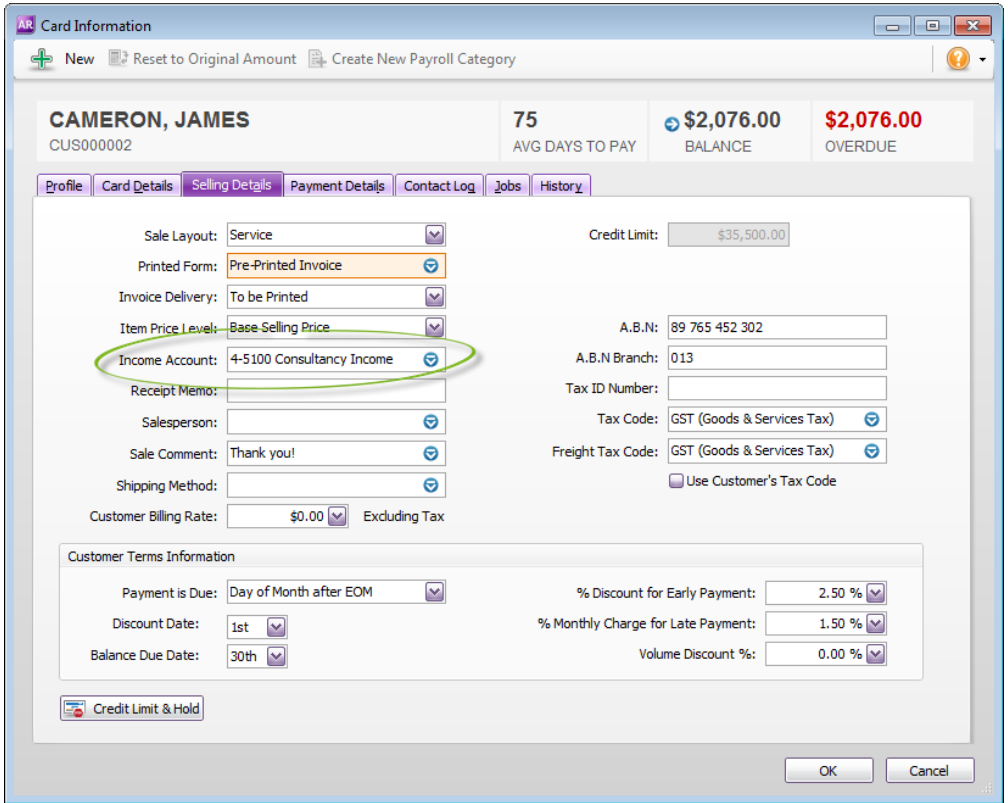 AR Card Information
New Reset to Original Amount Create New Payroll Category ?
CAMERON, JAMES 75 $2,076.00 $2,076.00
CUS000002 AVG DAYS TO PAY BALANCE OVERDUE
Profile Card Details Selling Details Payment Details Contact Log Jobs History
Sale Layout: Service Credit Limit: $35,500.00
Printed Form: Pre-Printed Invoice
Invoice Delivery: To be Printed
Item Price Level: Base Selling Price A.B.N: 89 765 452 302
Income Account: 4-5100 Consultancy Income A.B.N Branch: 013
Receipt Memo: Tax ID Number:
Salesperson: Tax Code: GST (Goods & Services Tax)
Sale Comment: Thank you! Freight Tax Code: GST (Goods & Services Tax)
Shipping Method: Use Customer's Tax Code
Customer Billing Rate: $0.00 Excluding Tax
Customer Terms Information
Payment is Due: Day of Month after EOM % Discount for Early Payment: 2.50 %
Discount Date: 1st % Monthly Charge for Late Payment: 1.50 %
Balance Due Date: 30th Volume Discount %: 0.00 %
Credit Limit & Hold
OK Cancel